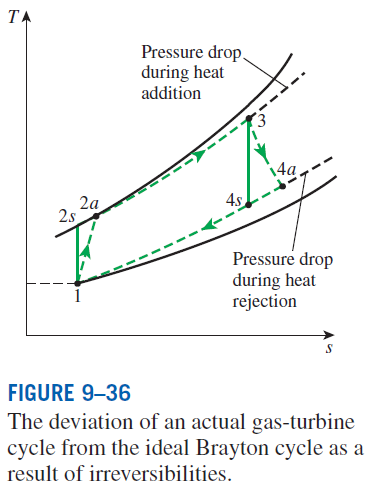 T
Pressure drop
during heat
addition
3
2a
2s
4a
4s
Pressure drop
during heat
rejection
1
s
FIGURE 9–36
The deviation of an actual gas-turbine
cycle from the ideal Brayton cycle as a
result of irreversibilities.